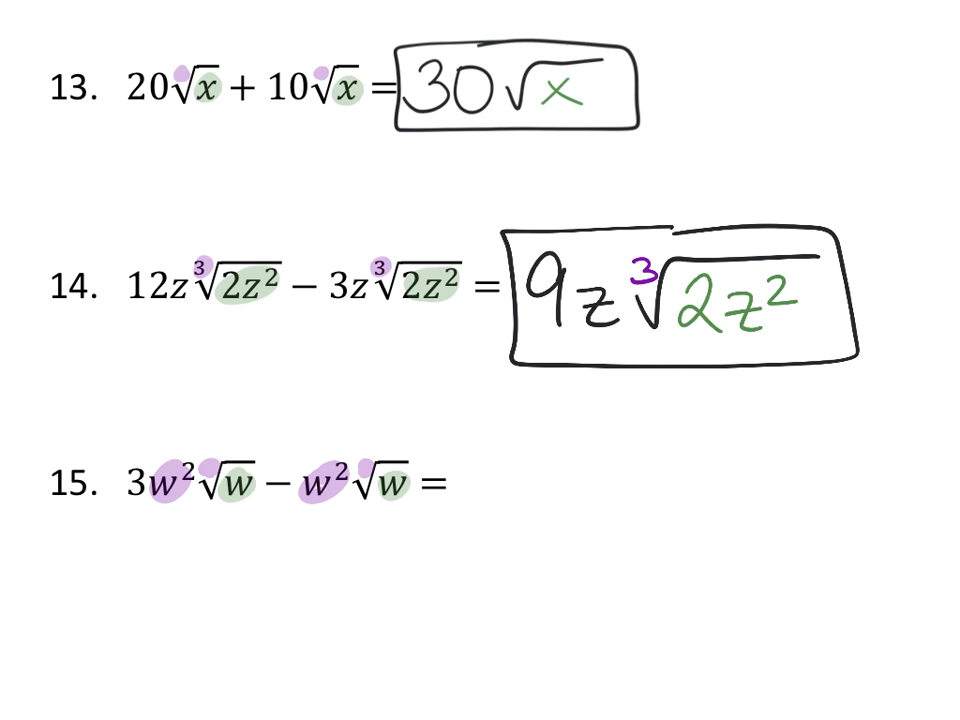 13. 20√x + 10√x = 30√x
14. 12z∛(2z²) − 3z∛(2z²) = 9z∛(2z²)
15. 3w²√w − w²√w =